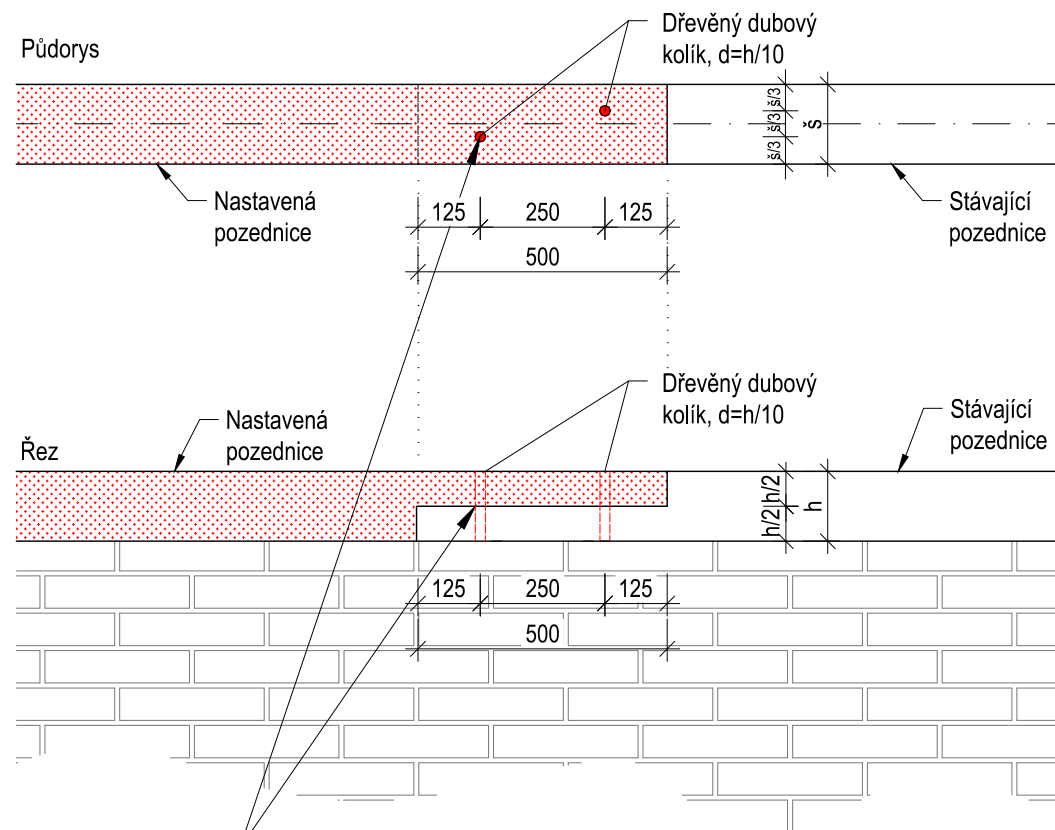 Půdorys
Dřevěný dubový
kolík, d=h/10
š/3 š/3 š/3
š
Nastavená
pozednice
Stávající
pozednice
125 250 125
500
Řez
Nastavená
pozednice
Dřevěný dubový
kolík, d=h/10
Stávající
pozednice
h/2 h/2
h
125 250 125
500